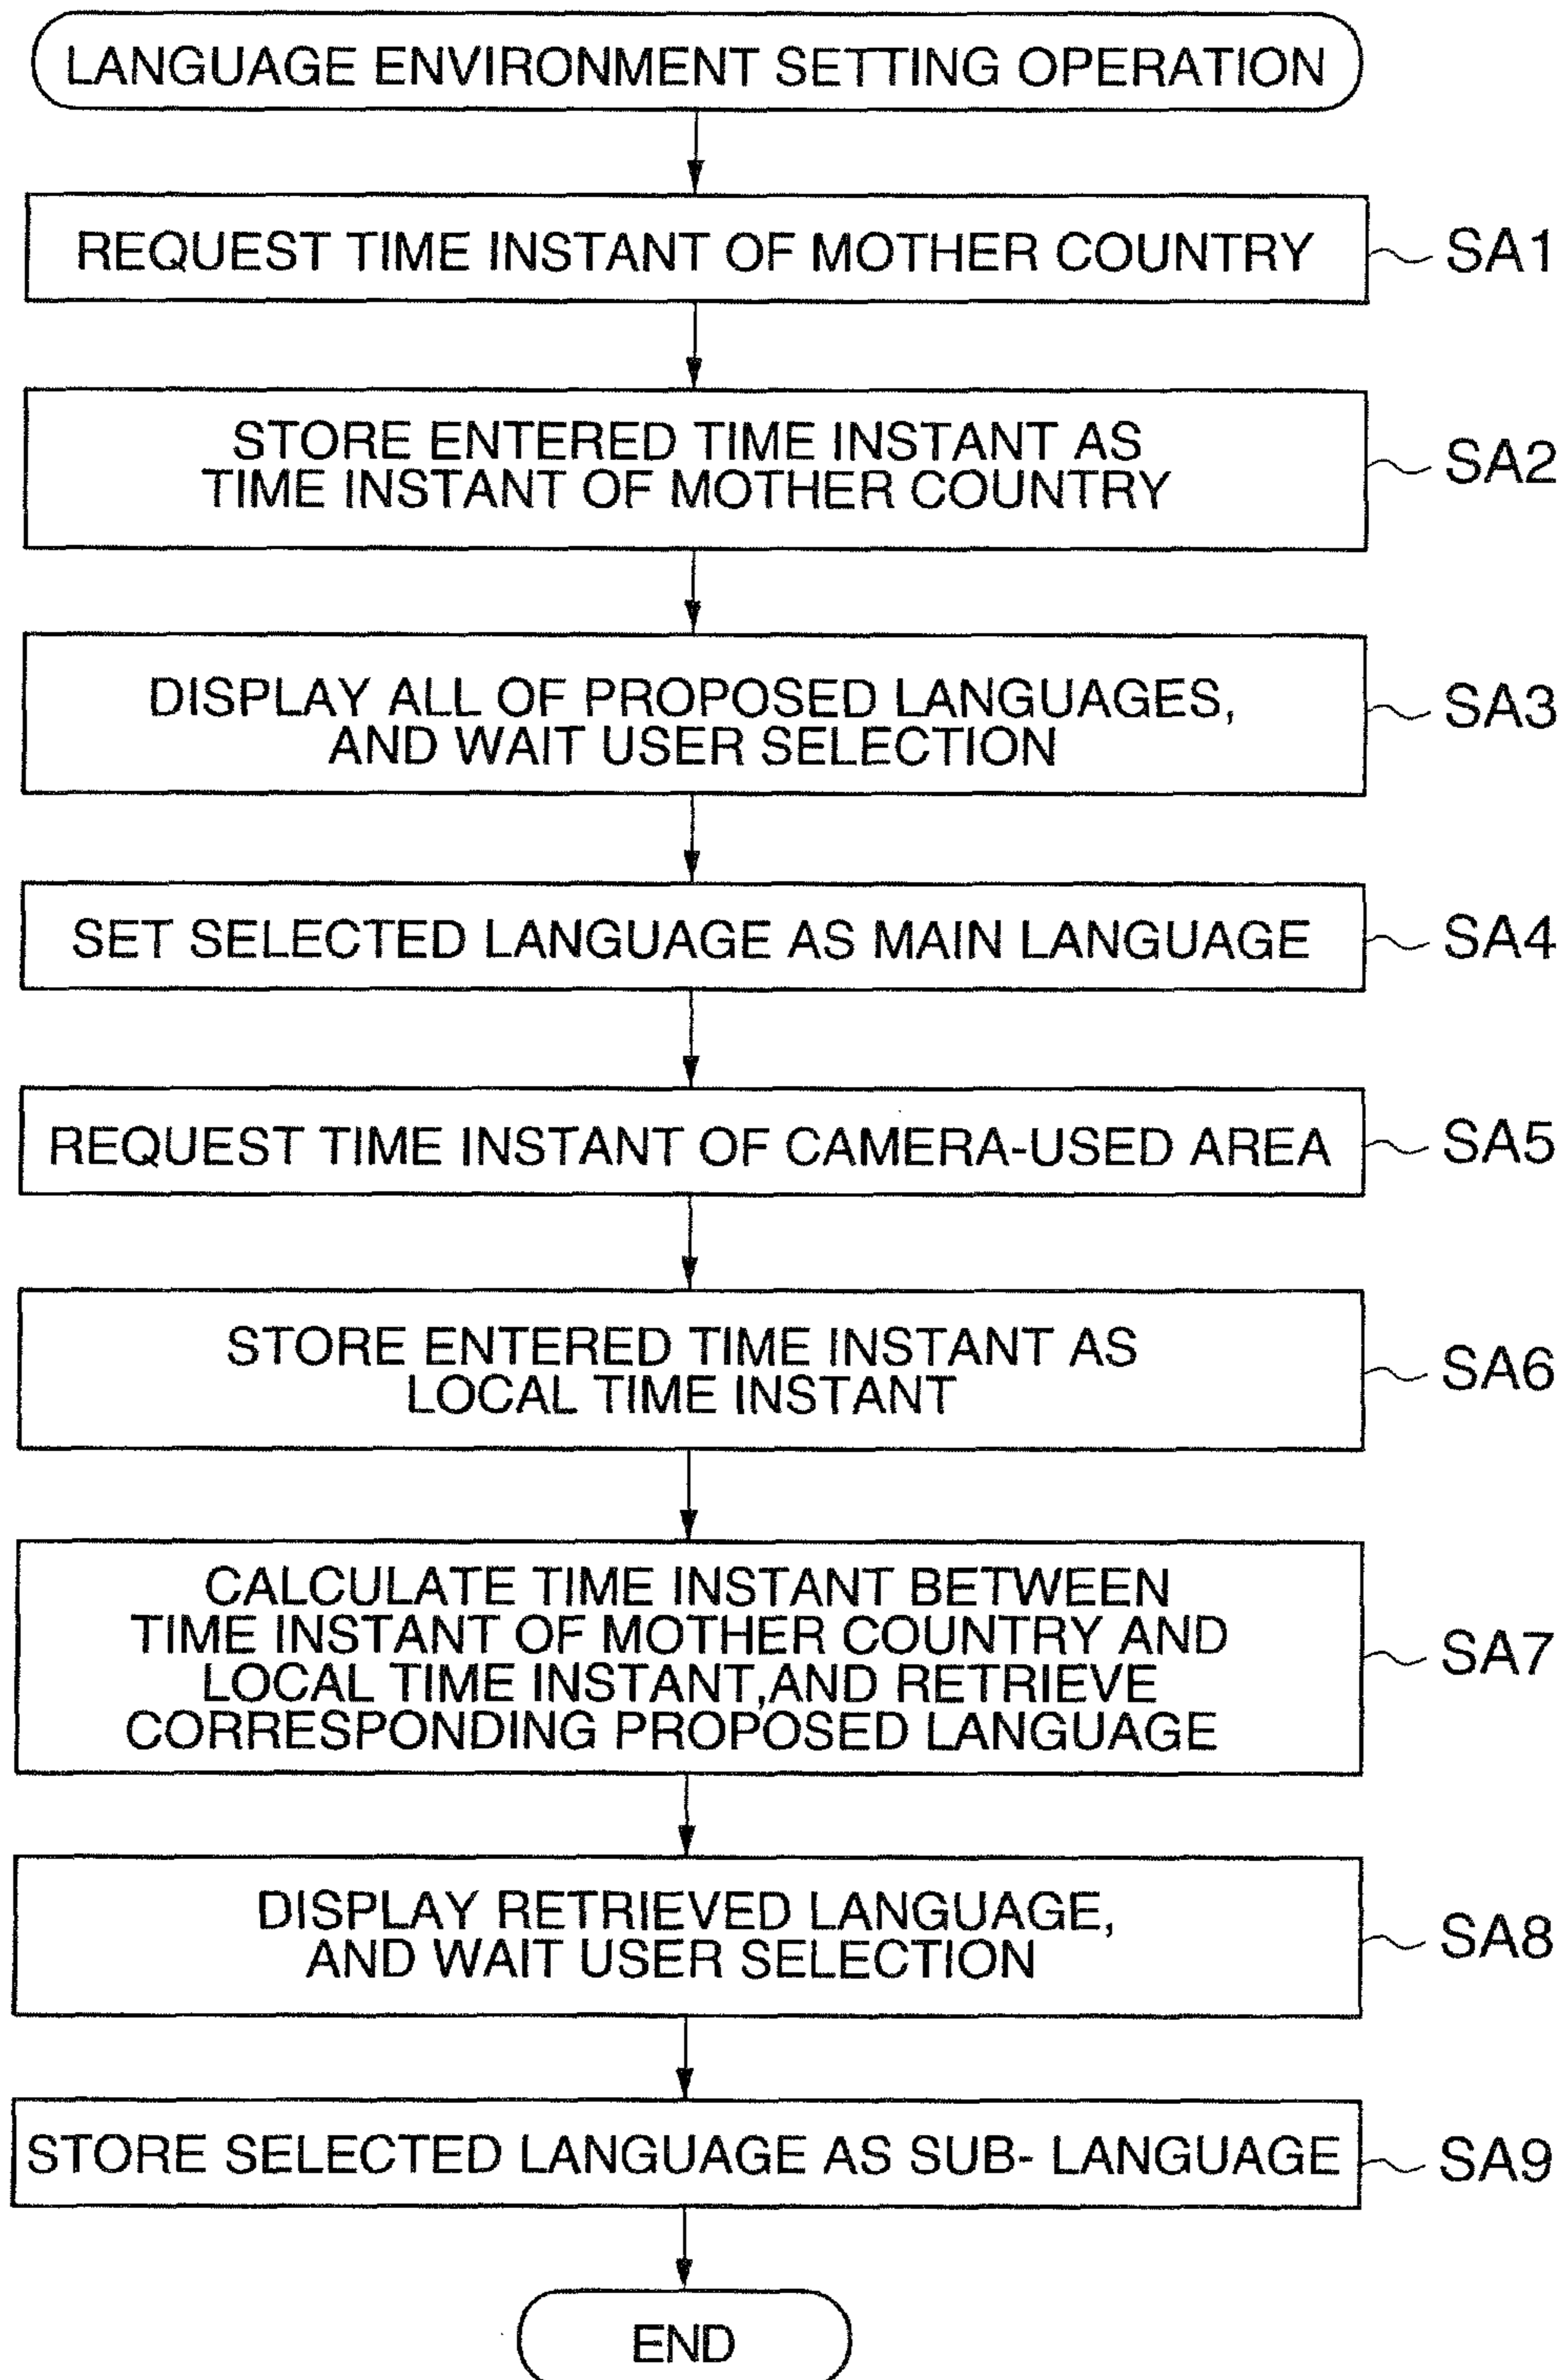 LANGUAGE ENVIRONMENT SETTING OPERATION
REQUEST TIME INSTANT OF MOTHER COUNTRY
SA1
STORE ENTERED TIME INSTANT AS
TIME INSTANT OF MOTHER COUNTRY
SA2
DISPLAY ALL OF PROPOSED LANGUAGES,
AND WAIT USER SELECTION
SA3
SET SELECTED LANGUAGE AS MAIN LANGUAGE
SA4
REQUEST TIME INSTANT OF CAMERA-USED AREA
SA5
STORE ENTERED TIME INSTANT AS
LOCAL TIME INSTANT
SA6
CALCULATE TIME INSTANT BETWEEN
TIME INSTANT OF MOTHER COUNTRY AND
LOCAL TIME INSTANT,AND RETRIEVE
CORRESPONDING PROPOSED LANGUAGE
SA7
DISPLAY RETRIEVED LANGUAGE,
AND WAIT USER SELECTION
SA8
STORE SELECTED LANGUAGE AS SUB- LANGUAGE
SA9
END